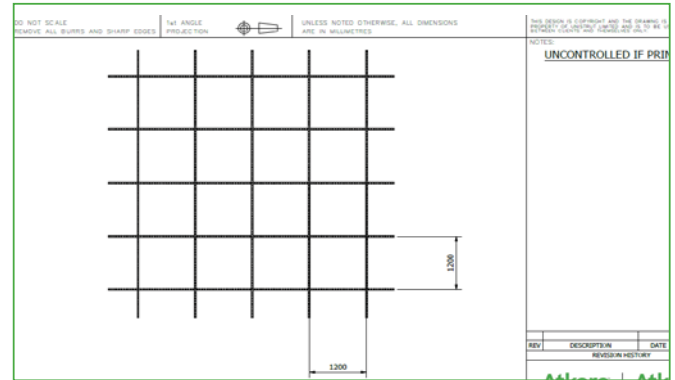 DO NOT SCALE
REMOVE ALL BURRS AND SHARP EDGES
1st ANGLE
PROJECTION
UNLESS NOTED OTHERWISE, ALL DIMENSIONS
ARE IN MILLIMETRES
THIS DESIGN IS COPYRIGHT AND THE DRAWING IS
PROPERTY OF UNISTRUT LIMITED AND IS TO BE
BETWEEN CLIENTS AND THEMSELVES ONLY
NOTES:
UNCONTROLLED IF PRIN
1200
1200
REV DESCRIPTION DATE
REVISION HISTORY